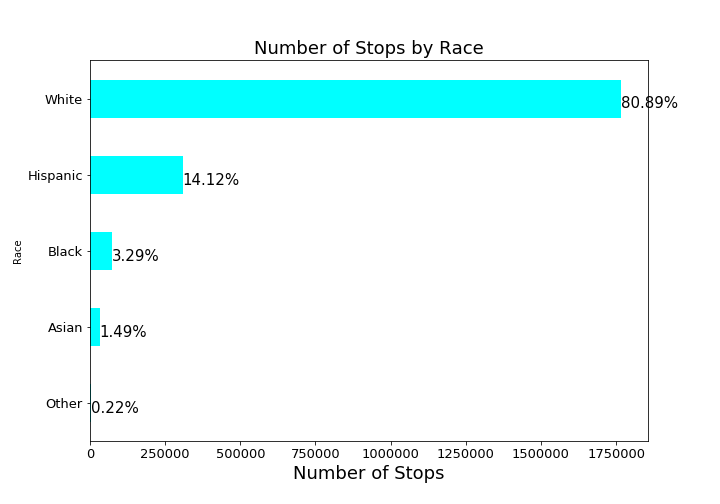 Number of Stops by Race
White
80.89%
Hispanic
14.12%
Black
3.29%
Race
Asian
1.49%
Other
0.22%
0 250000 500000 750000 1000000 1250000 1500000 1750000
Number of Stops